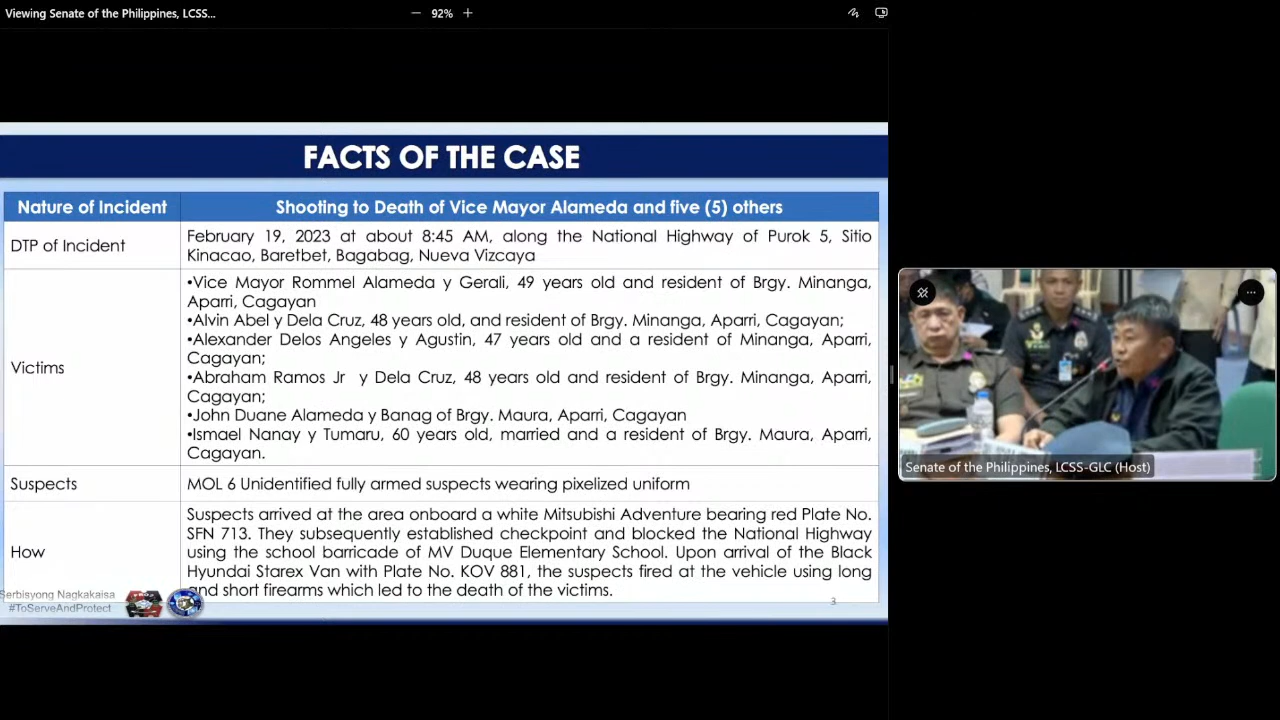 Viewing Senate of the Philippines, LCSS...
92%
FACTS OF THE CASE
Nature of Incident
Shooting to Death of Vice Mayor Alameda and five (5) others
DTP of Incident
February 19, 2023 at about 8:45 AM, along the National Highway of Purok 5, Sitio
Kinacao, Baretbet, Bagabag, Nueva Vizcaya
Victims
•Vice Mayor Rommel Alameda y Gerali, 49 years old and resident of Brgy. Minanga,
Aparri, Cagayan
•Alvin Abel y Dela Cruz, 48 years old, and resident of Brgy. Minanga, Aparri, Cagayan;
•Alexander Delos Angeles y Agustin, 47 years old and a resident of Minanga, Aparri,
Cagayan;
•Abraham Ramos Jr y Dela Cruz, 48 years old and resident of Brgy. Minanga, Aparri,
Cagayan;
•John Duane Alameda y Banag of Brgy. Maura, Aparri, Cagayan
•Ismael Nanay y Tumaru, 60 years old, married and a resident of Brgy. Maura, Aparri,
Cagayan.
Suspects
MOL 6 Unidentified fully armed suspects wearing pixelized uniform
How
Suspects arrived at the area onboard a white Mitsubishi Adventure bearing red Plate No.
SFN 713. They subsequently established checkpoint and blocked the National Highway
using the school barricade of MV Duque Elementary School. Upon arrival of the Black
Hyundai Starex Van with Plate No. KOV 881, the suspects fired at the vehicle using long
and short firearms which led to the death of the victims.
Serbisyong Nagkakaisa
#ToServeAndProtect
3
Senate of the Philippines, LCSS-GLC (Host)